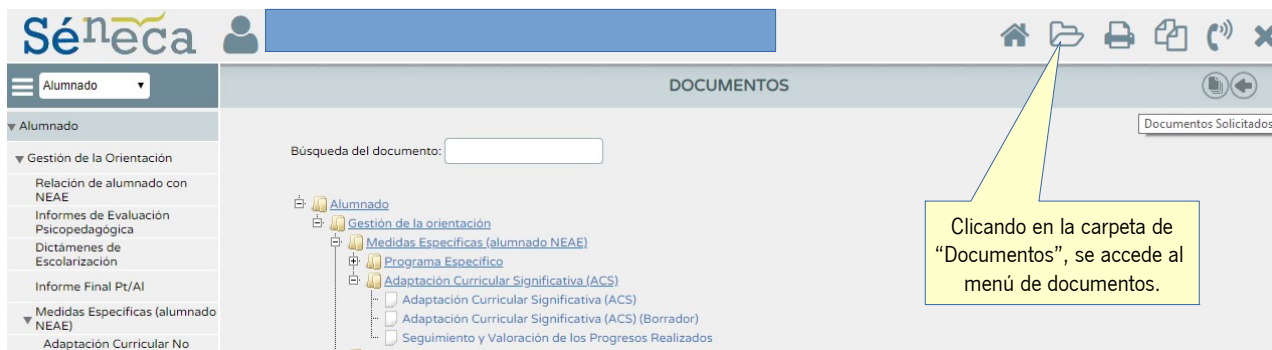 Séneca
Alumnado
DOCUMENTOS
Documentos Solicitados
Alumnado
Gestión de la Orientación
Relación de alumnado con
NEAE
Informes de Evaluación
Psicopedagógica
Dictámenes de
Escolarización
Informe Final Pt/Al
Medidas Específicas (alumnado
NEAE)
Adaptación Curricular No
Búsqueda del documento:
Alumnado
Gestión de la orientación
Medidas Específicas (alumnado NEAE)
Programa Específico
Adaptación Curricular Significativa (ACS)
Adaptación Curricular Significativa (ACS)
Adaptación Curricular Significativa (ACS) (Borrador)
Seguimiento y Valoración de los Progresos Realizados
Clicando en la carpeta de
“Documentos”, se accede al
menú de documentos.